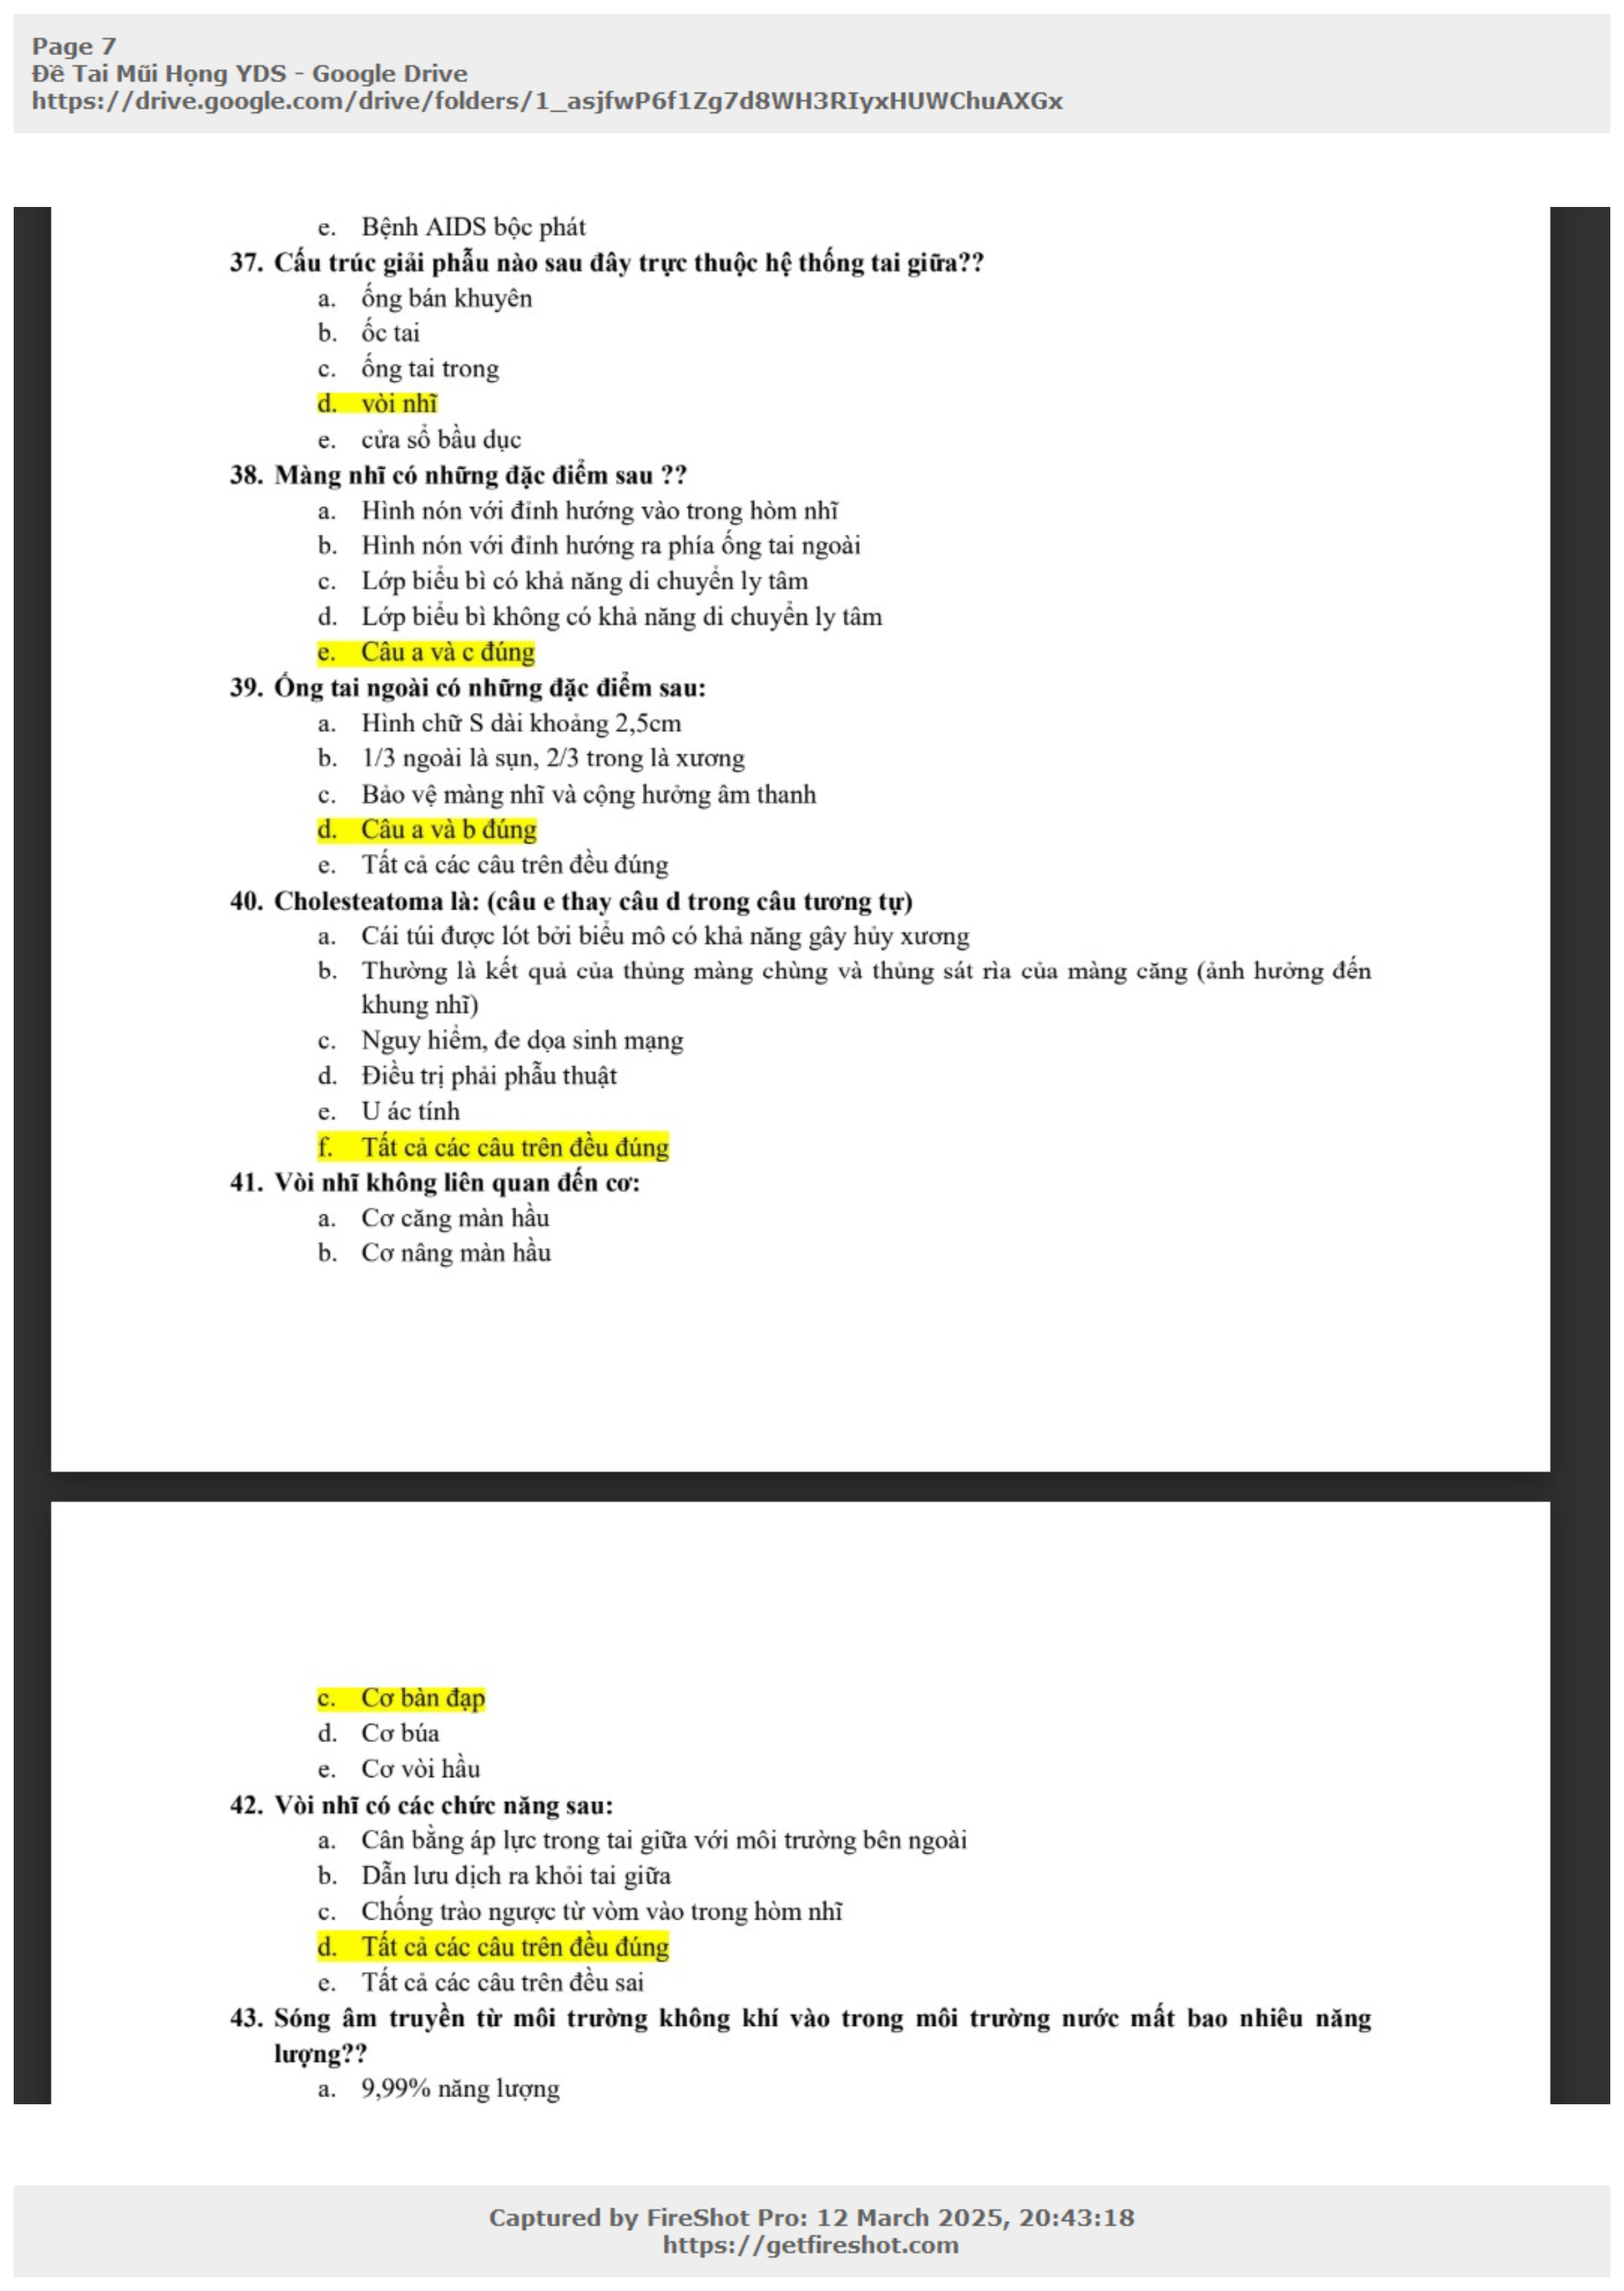 Page 7
Đề Tai Mũi Họng YDS - Google Drive
https://drive.google.com/drive/folders/1_asjfwP6f1Zg7d8WH3RIyxHUWChuAXGx
e. Bệnh AIDS bộc phát
37. Cấu trúc giải phẫu nào sau đây trực thuộc hệ thống tai giữa??
a. ống bán khuyên
b. ốc tai
c. ống tai trong
d. vòi nhĩ
e. cửa sổ bầu dục
38. Màng nhĩ có những đặc điểm sau ??
a. Hình nón với đỉnh hướng vào trong hòm nhĩ
b. Hình nón với đỉnh hướng ra phía ống tai ngoài
c. Lớp biểu bì có khả năng di chuyển ly tâm
d. Lớp biểu bì không có khả năng di chuyển ly tâm
e. Câu a và c đúng
39. Ống tai ngoài có những đặc điểm sau:
a. Hình chữ S dài khoảng 2,5cm
b. 1/3 ngoài là sụn, 2/3 trong là xương
c. Bảo vệ màng nhĩ và cộng hưởng âm thanh
d. Câu a và b đúng
e. Tất cả các câu trên đều đúng
40. Cholesteatoma là: (câu e thay câu d trong câu tương tự)
a. Cái túi được lót bởi biểu mô có khả năng gây hủy xương
b. Thường là kết quả của thủng màng chùng và thủng sát rìa của màng căng (ảnh hưởng đến
khung nhĩ)
c. Nguy hiểm, đe dọa sinh mạng
d. Điều trị phải phẫu thuật
e. U ác tính
f. Tất cả các câu trên đều đúng
41. Vòi nhĩ không liên quan đến cơ:
a. Cơ căng màn hầu
b. Cơ nâng màn hầu
c. Cơ bàn đạp
d. Cơ búa
e. Cơ vòi hầu
42. Vòi nhĩ có các chức năng sau:
a. Cân bằng áp lực trong tai giữa với môi trường bên ngoài
b. Dẫn lưu dịch ra khỏi tai giữa
c. Chống trào ngược từ vòm vào trong hòm nhĩ
d. Tất cả các câu trên đều đúng
e. Tất cả các câu trên đều sai
43. Sóng âm truyền từ môi trường không khí vào trong môi trường nước mất bao nhiêu năng
lượng??
a. 9,99% năng lượng
Captured by FireShot Pro: 12 March 2025, 20:43:18
https://getfireshot.com